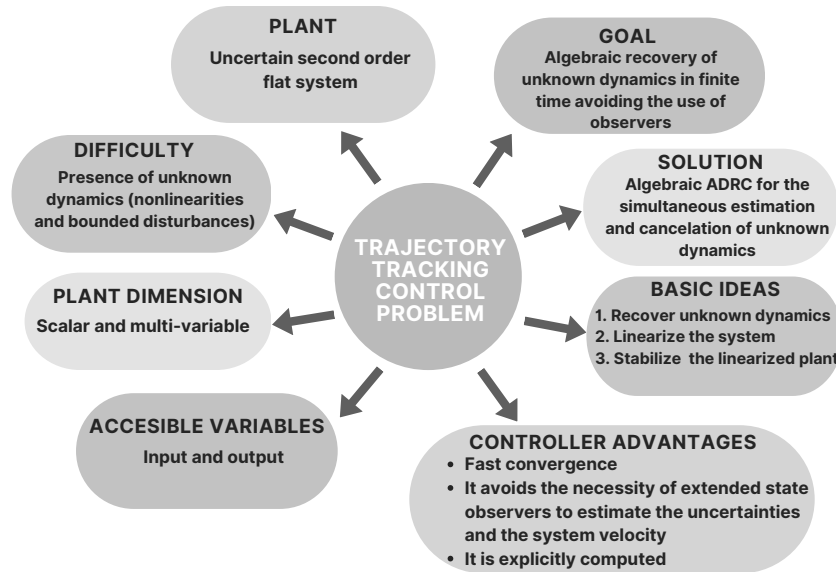 PLANT
Uncertain second order
flat system
GOAL
Algebraic recovery of
unknown dynamics in finite
time avoiding the use of
observers
DIFFICULTY
Presence of unknown
dynamics (nonlinearities
and bounded disturbances)
SOLUTION
Algebraic ADRC for the
simultaneous estimation
and cancelation of unknown
dynamics
TRAJECTORY
TRACKING
CONTROL
PROBLEM
PLANT DIMENSION
Scalar and multi-variable
BASIC IDEAS
1. Recover unknown dynamics
2. Linearize the system
3. Stabilize the linearized plant
ACCESIBLE VARIABLES
Input and output
CONTROLLER ADVANTAGES
• Fast convergence
• It avoids the necessity of extended state
observers to estimate the uncertainties
and the system velocity
• It is explicitly computed